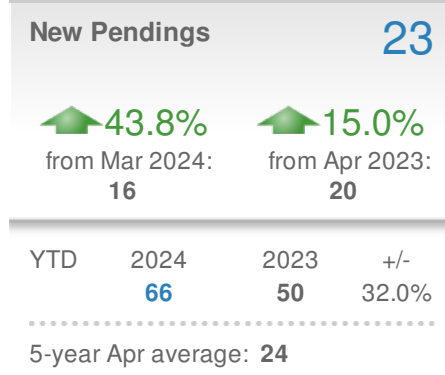 New Pendings 23
43.8% 15.0%
from Mar 2024: from Apr 2023:
16 20
YTD 2024 2023 +/-
66 50 32.0%
5-year Apr average: 24